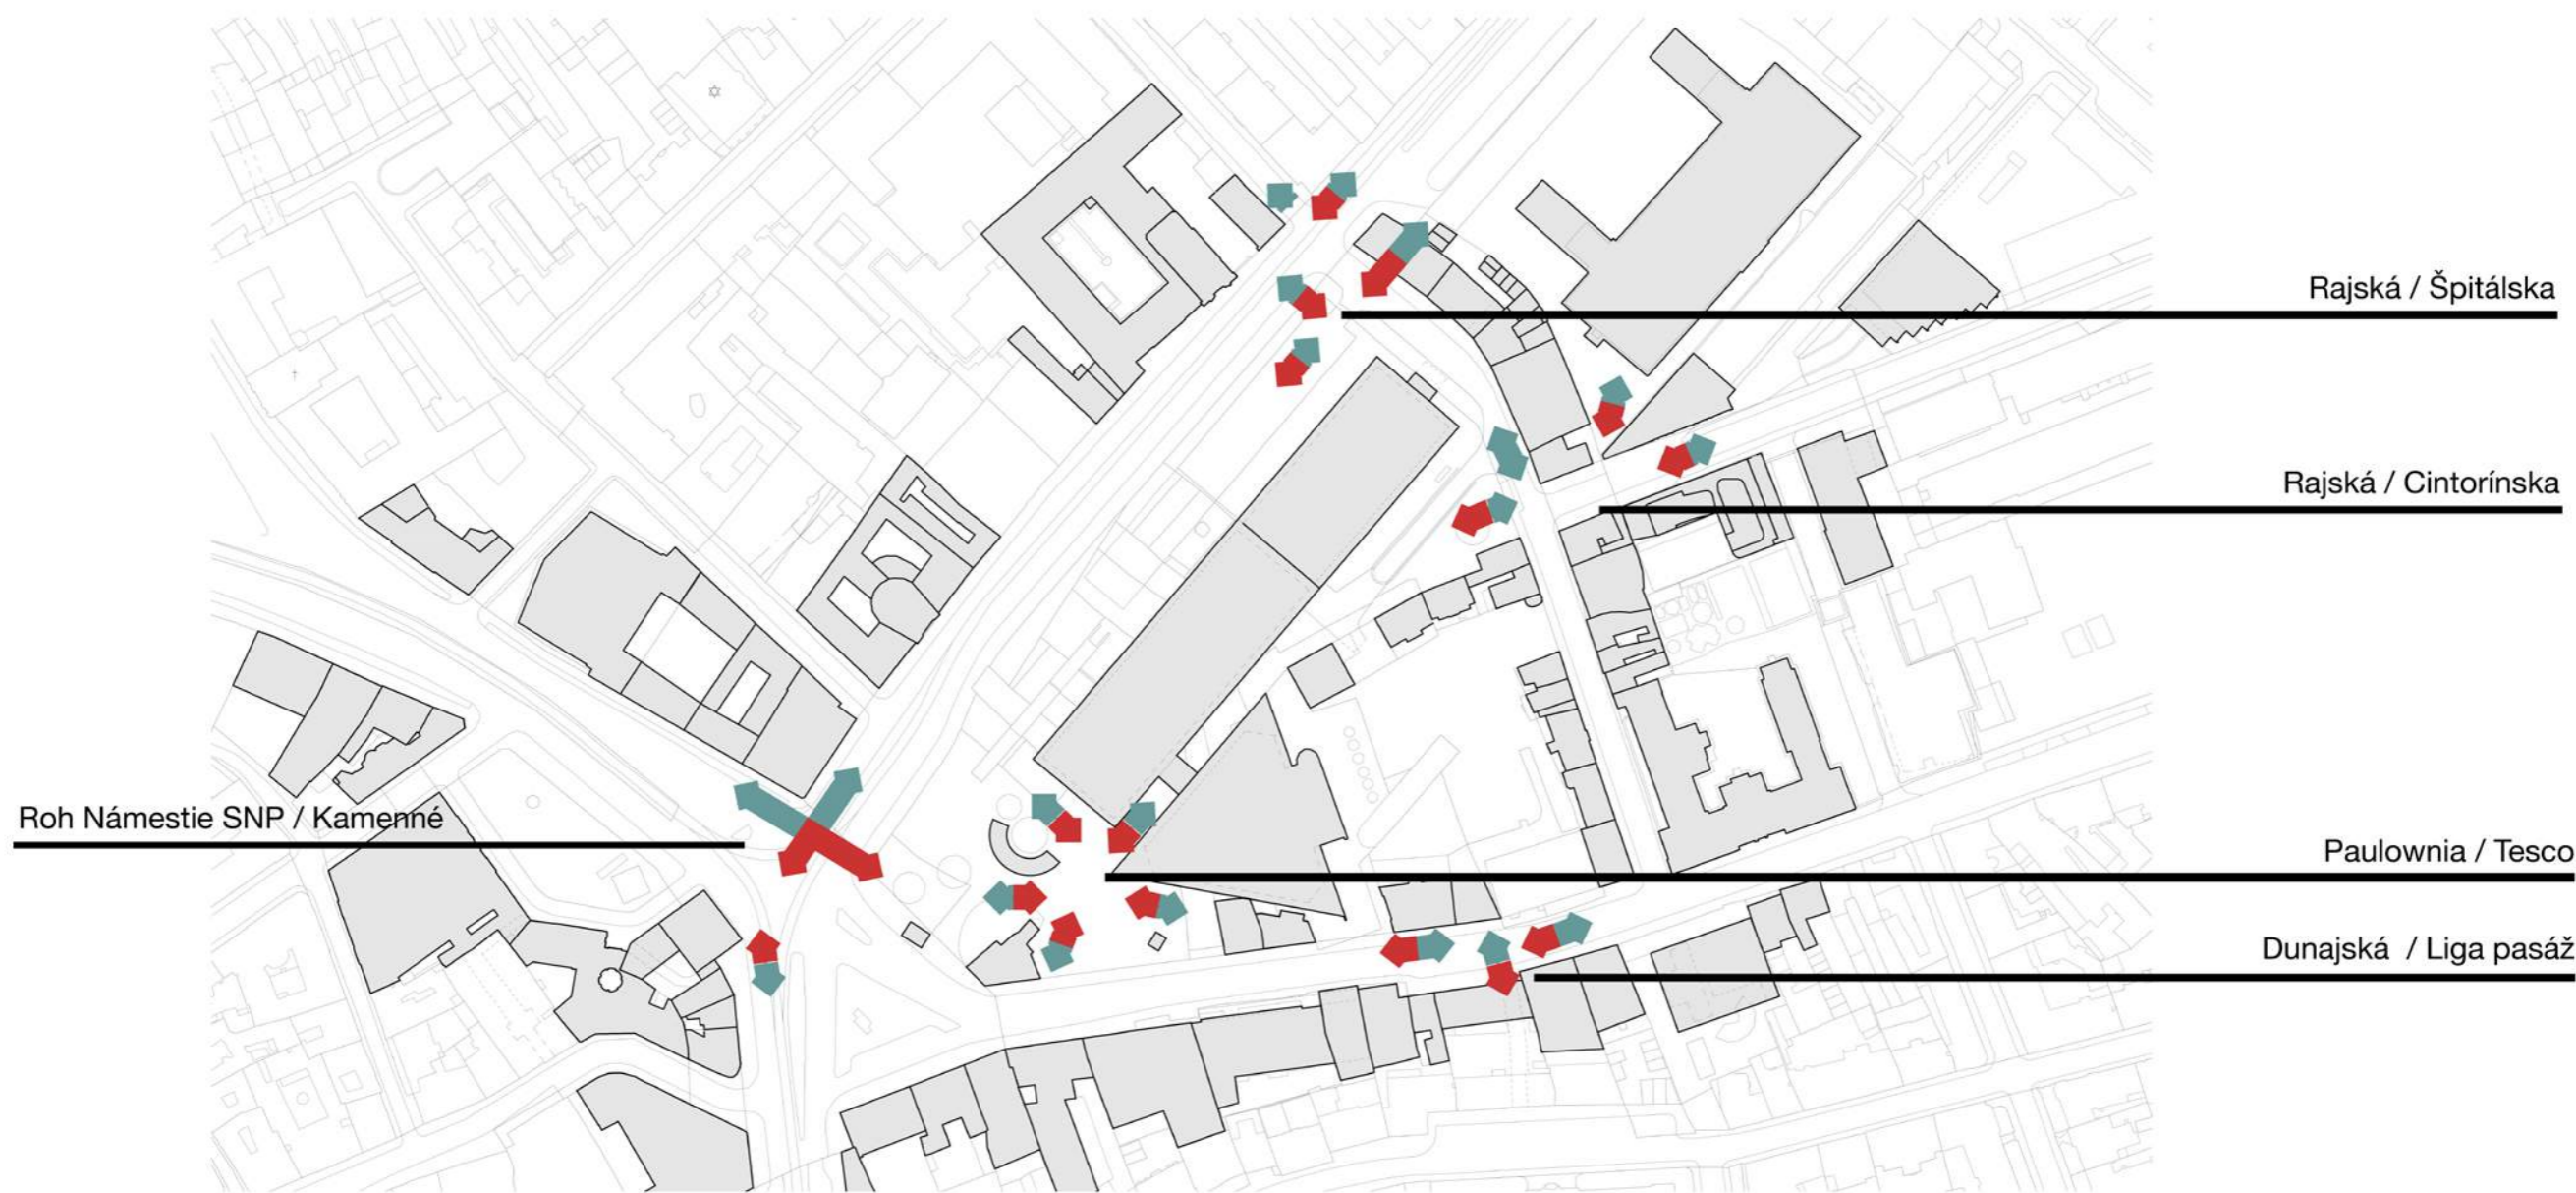 Rajská / Špitálska
Rajská / Cintorínska
Roh Námestie SNP / Kamenné
Paulownia / Tesco
Dunajská / Liga pasáž